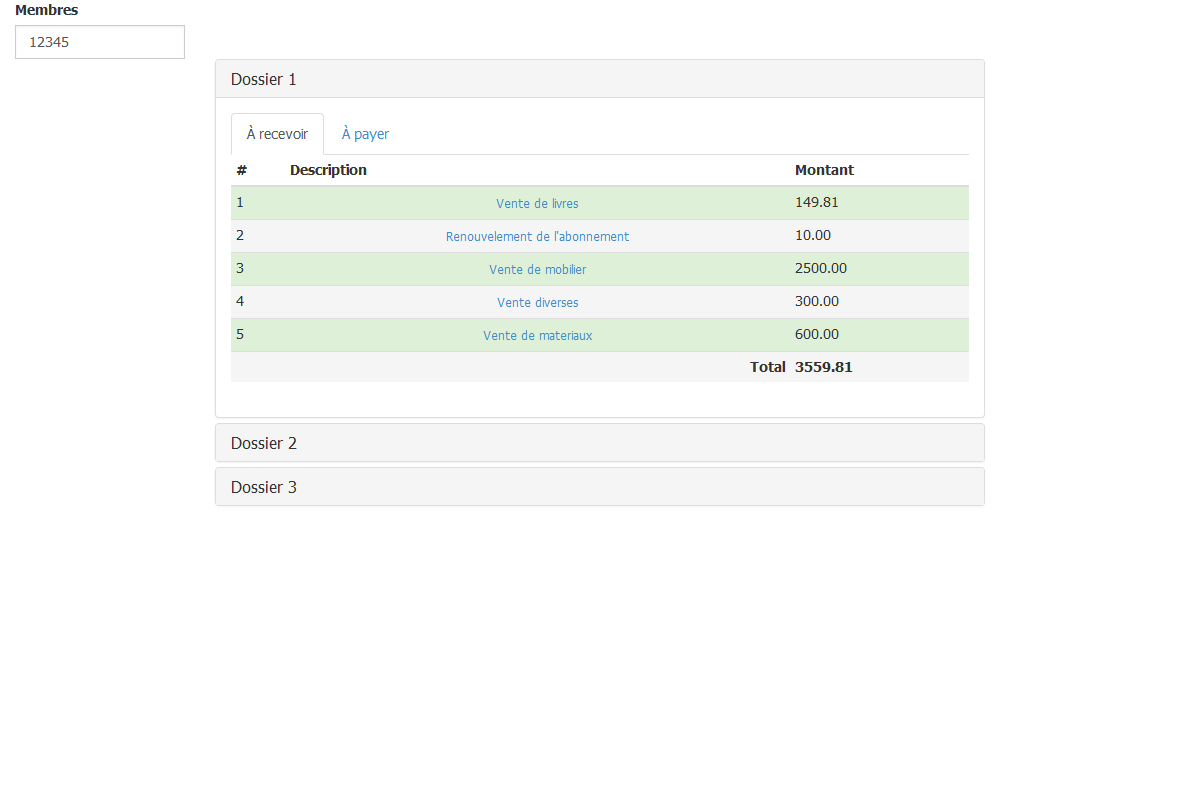 Membres
12345
Dossier 1
À recevoir À payer
# Description Montant
1 Vente de livres 149.81
2 Renouvelement de l'abonnement 10.00
3 Vente de mobilier 2500.00
4 Vente diverses 300.00
5 Vente de materiaux 600.00
Total 3559.81
Dossier 2
Dossier 3